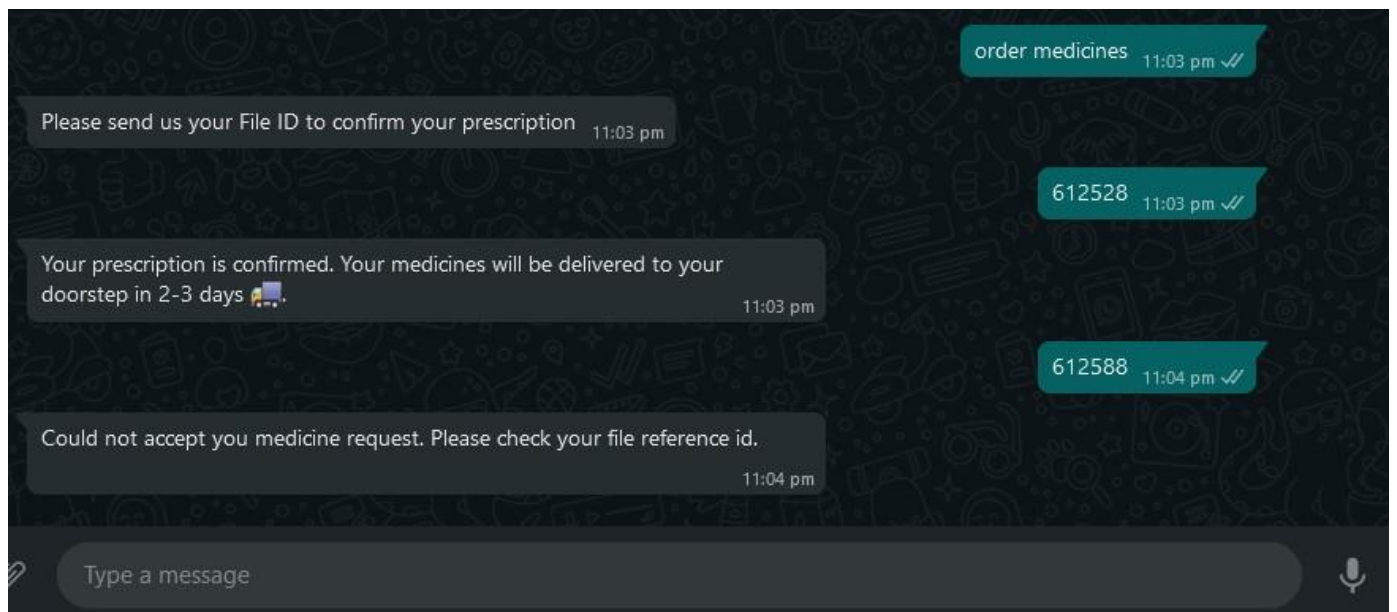 order medicines 11:03 pm
Please send us your File ID to confirm your prescription 11:03 pm
612528 11:03 pm
Your prescription is confirmed. Your medicines will be delivered to your
doorstep in 2-3 days 🚛.
11:03 pm
612588 11:04 pm
Could not accept you medicine request. Please check your file reference id.
11:04 pm
Type a message